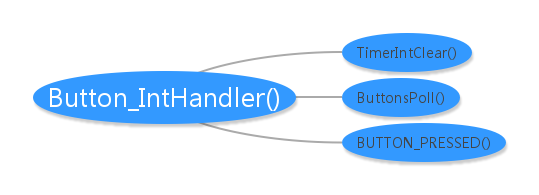 Button_IntHandler()
TimerIntClear()
ButtonsPoll()
BUTTON_PRESSED()